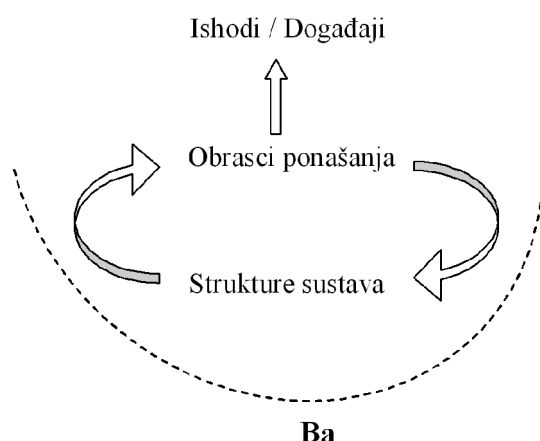 Ishodi / Događaji
Obrasci ponašanja
Strukture sustava
Ba